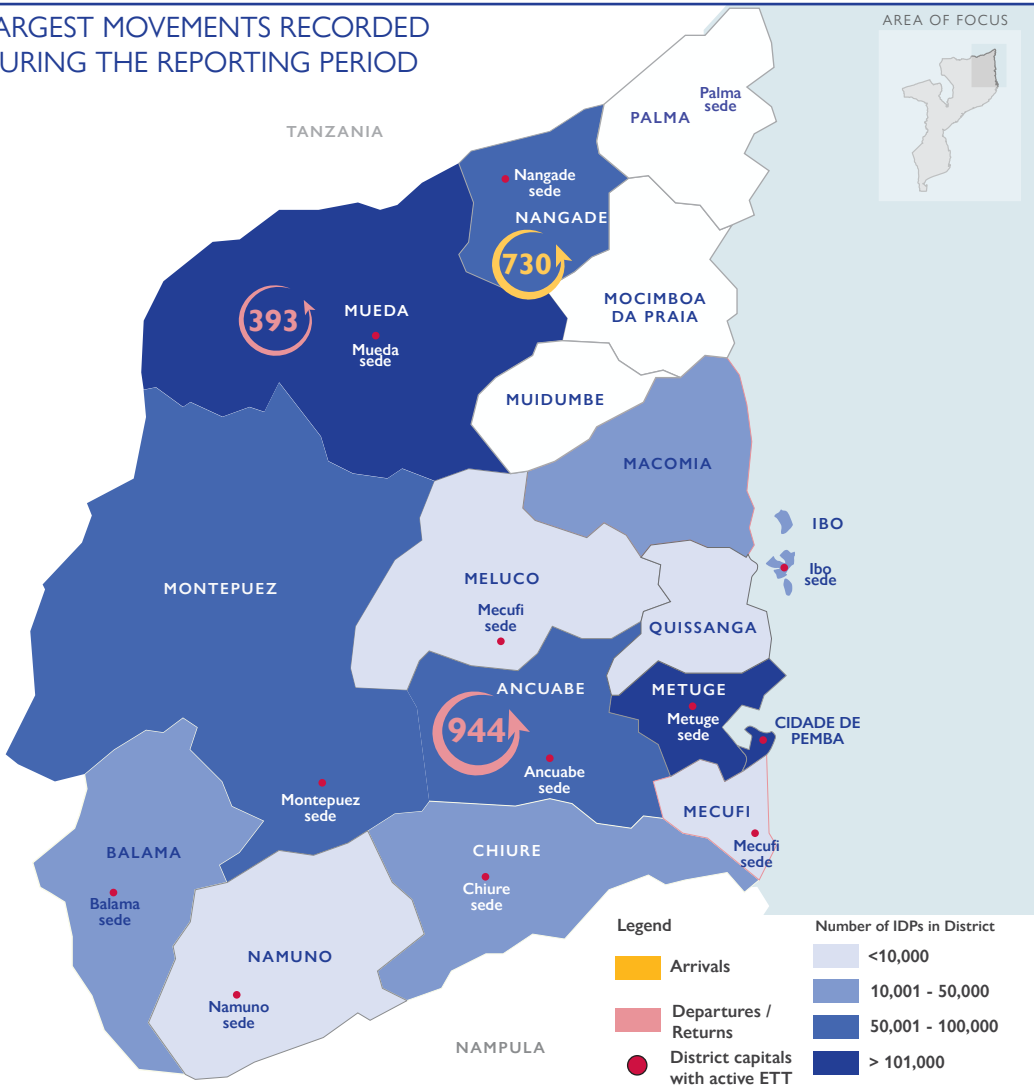 ARGEST MOVEMENTS RECORDED
URING THE REPORTING PERIOD
AREA OF FOCUS
TANZANIA
Palma
sede
PALMA
Nangade
sede
NANGADE
730
MOCIMBOA
DA PRAIA
393
MUEDA
Mueda
sede
MUIDUMBE
MACOMIA
IBO
Ibo
sede
MONTEPUEZ
MELUCO
Mecufi
sede
QUISSANGA
ANCUABE
944
Ancuabe
sede
METUGE
Metuge
sede
CIDADE DE
PEMBA
Montepuez
sede
MECUFI
Mecufi
sede
BALAMA
Balama
sede
CHIURE
Chiure
sede
NAMUNO
Namuno
sede
NAMPULA
Legend
Arrivals
Departures /
Returns
District capitals
with active ETT
Number of IDPs in District
<10,000
10,001 - 50,000
50,001 - 100,000
> 101,000